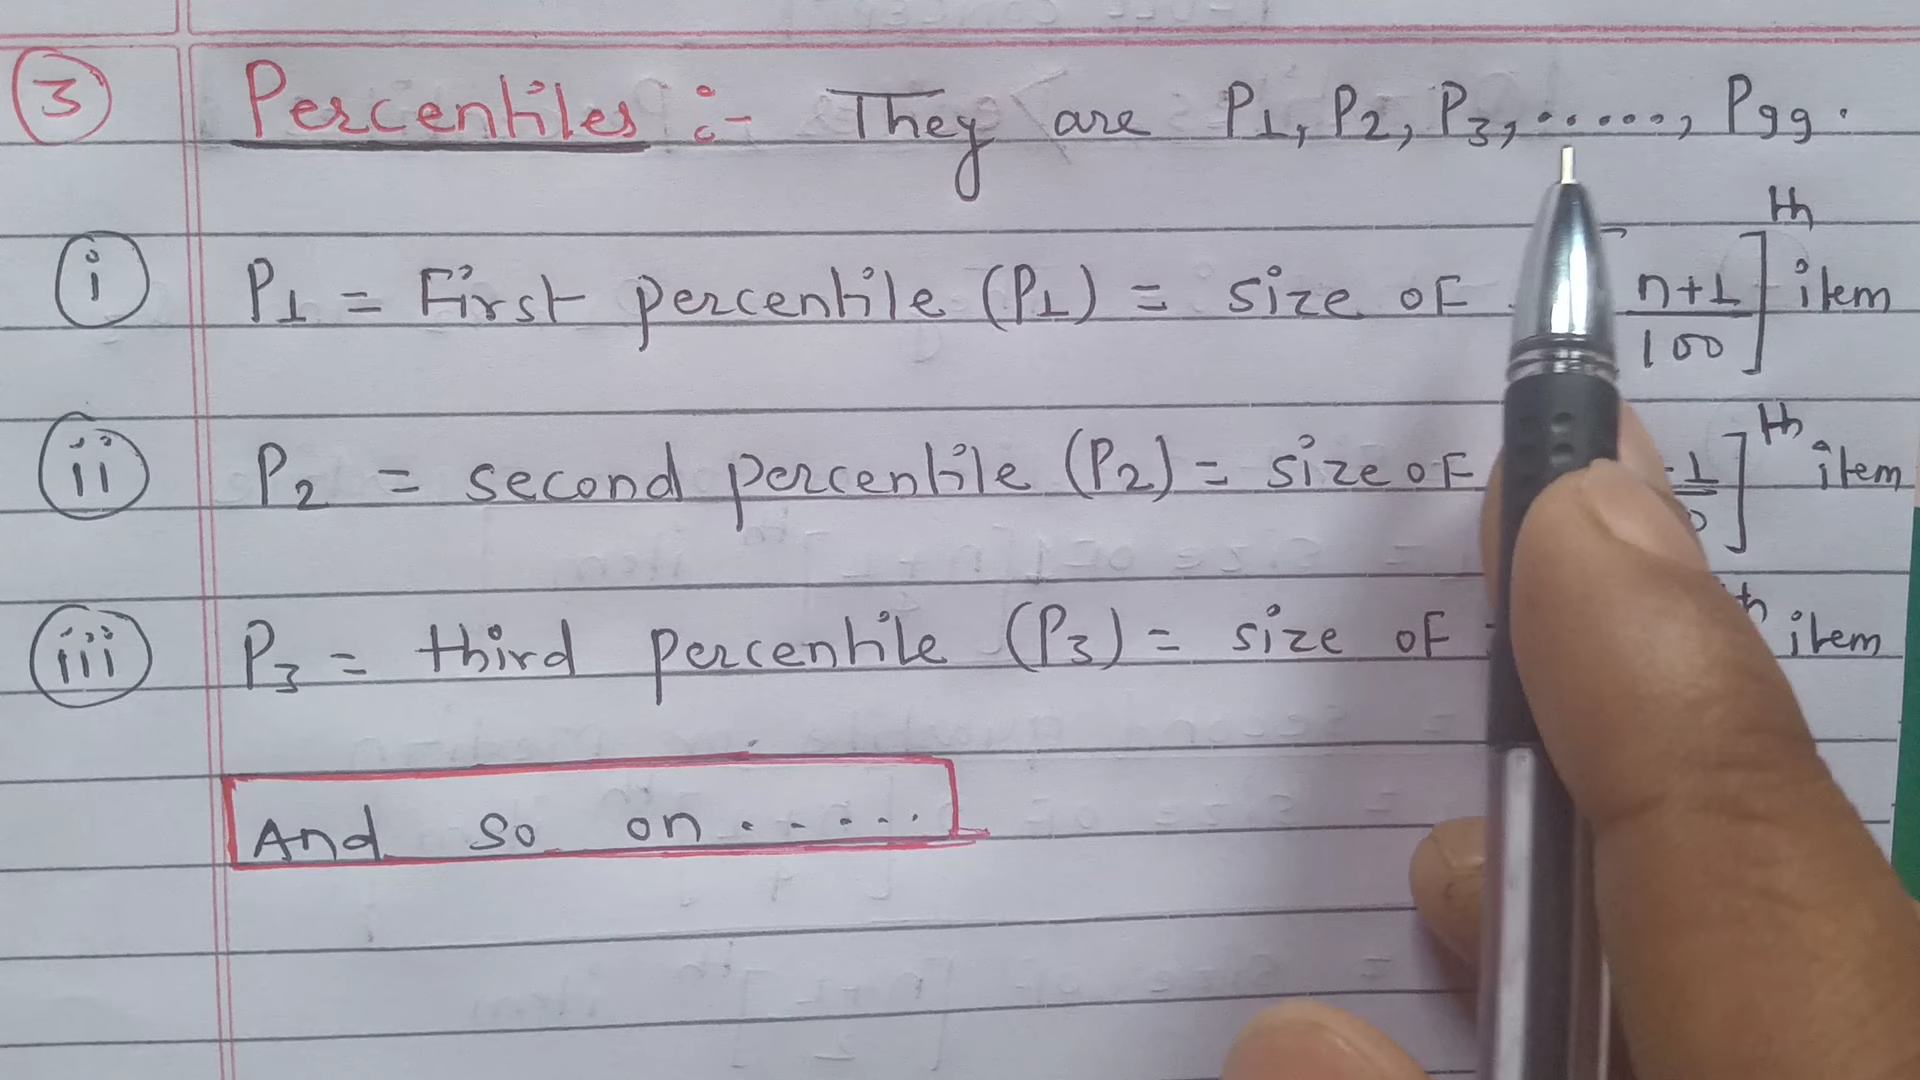 3 Percentiles :- They are P1, P2, P3, ......, P99.
i P1 = First percentile (P1) = size of [n+1/100]th item
ii P2 = second percentile (P2) = size of 1]th item
iii P3 = third percentile (P3) = size of th item
And so on .....